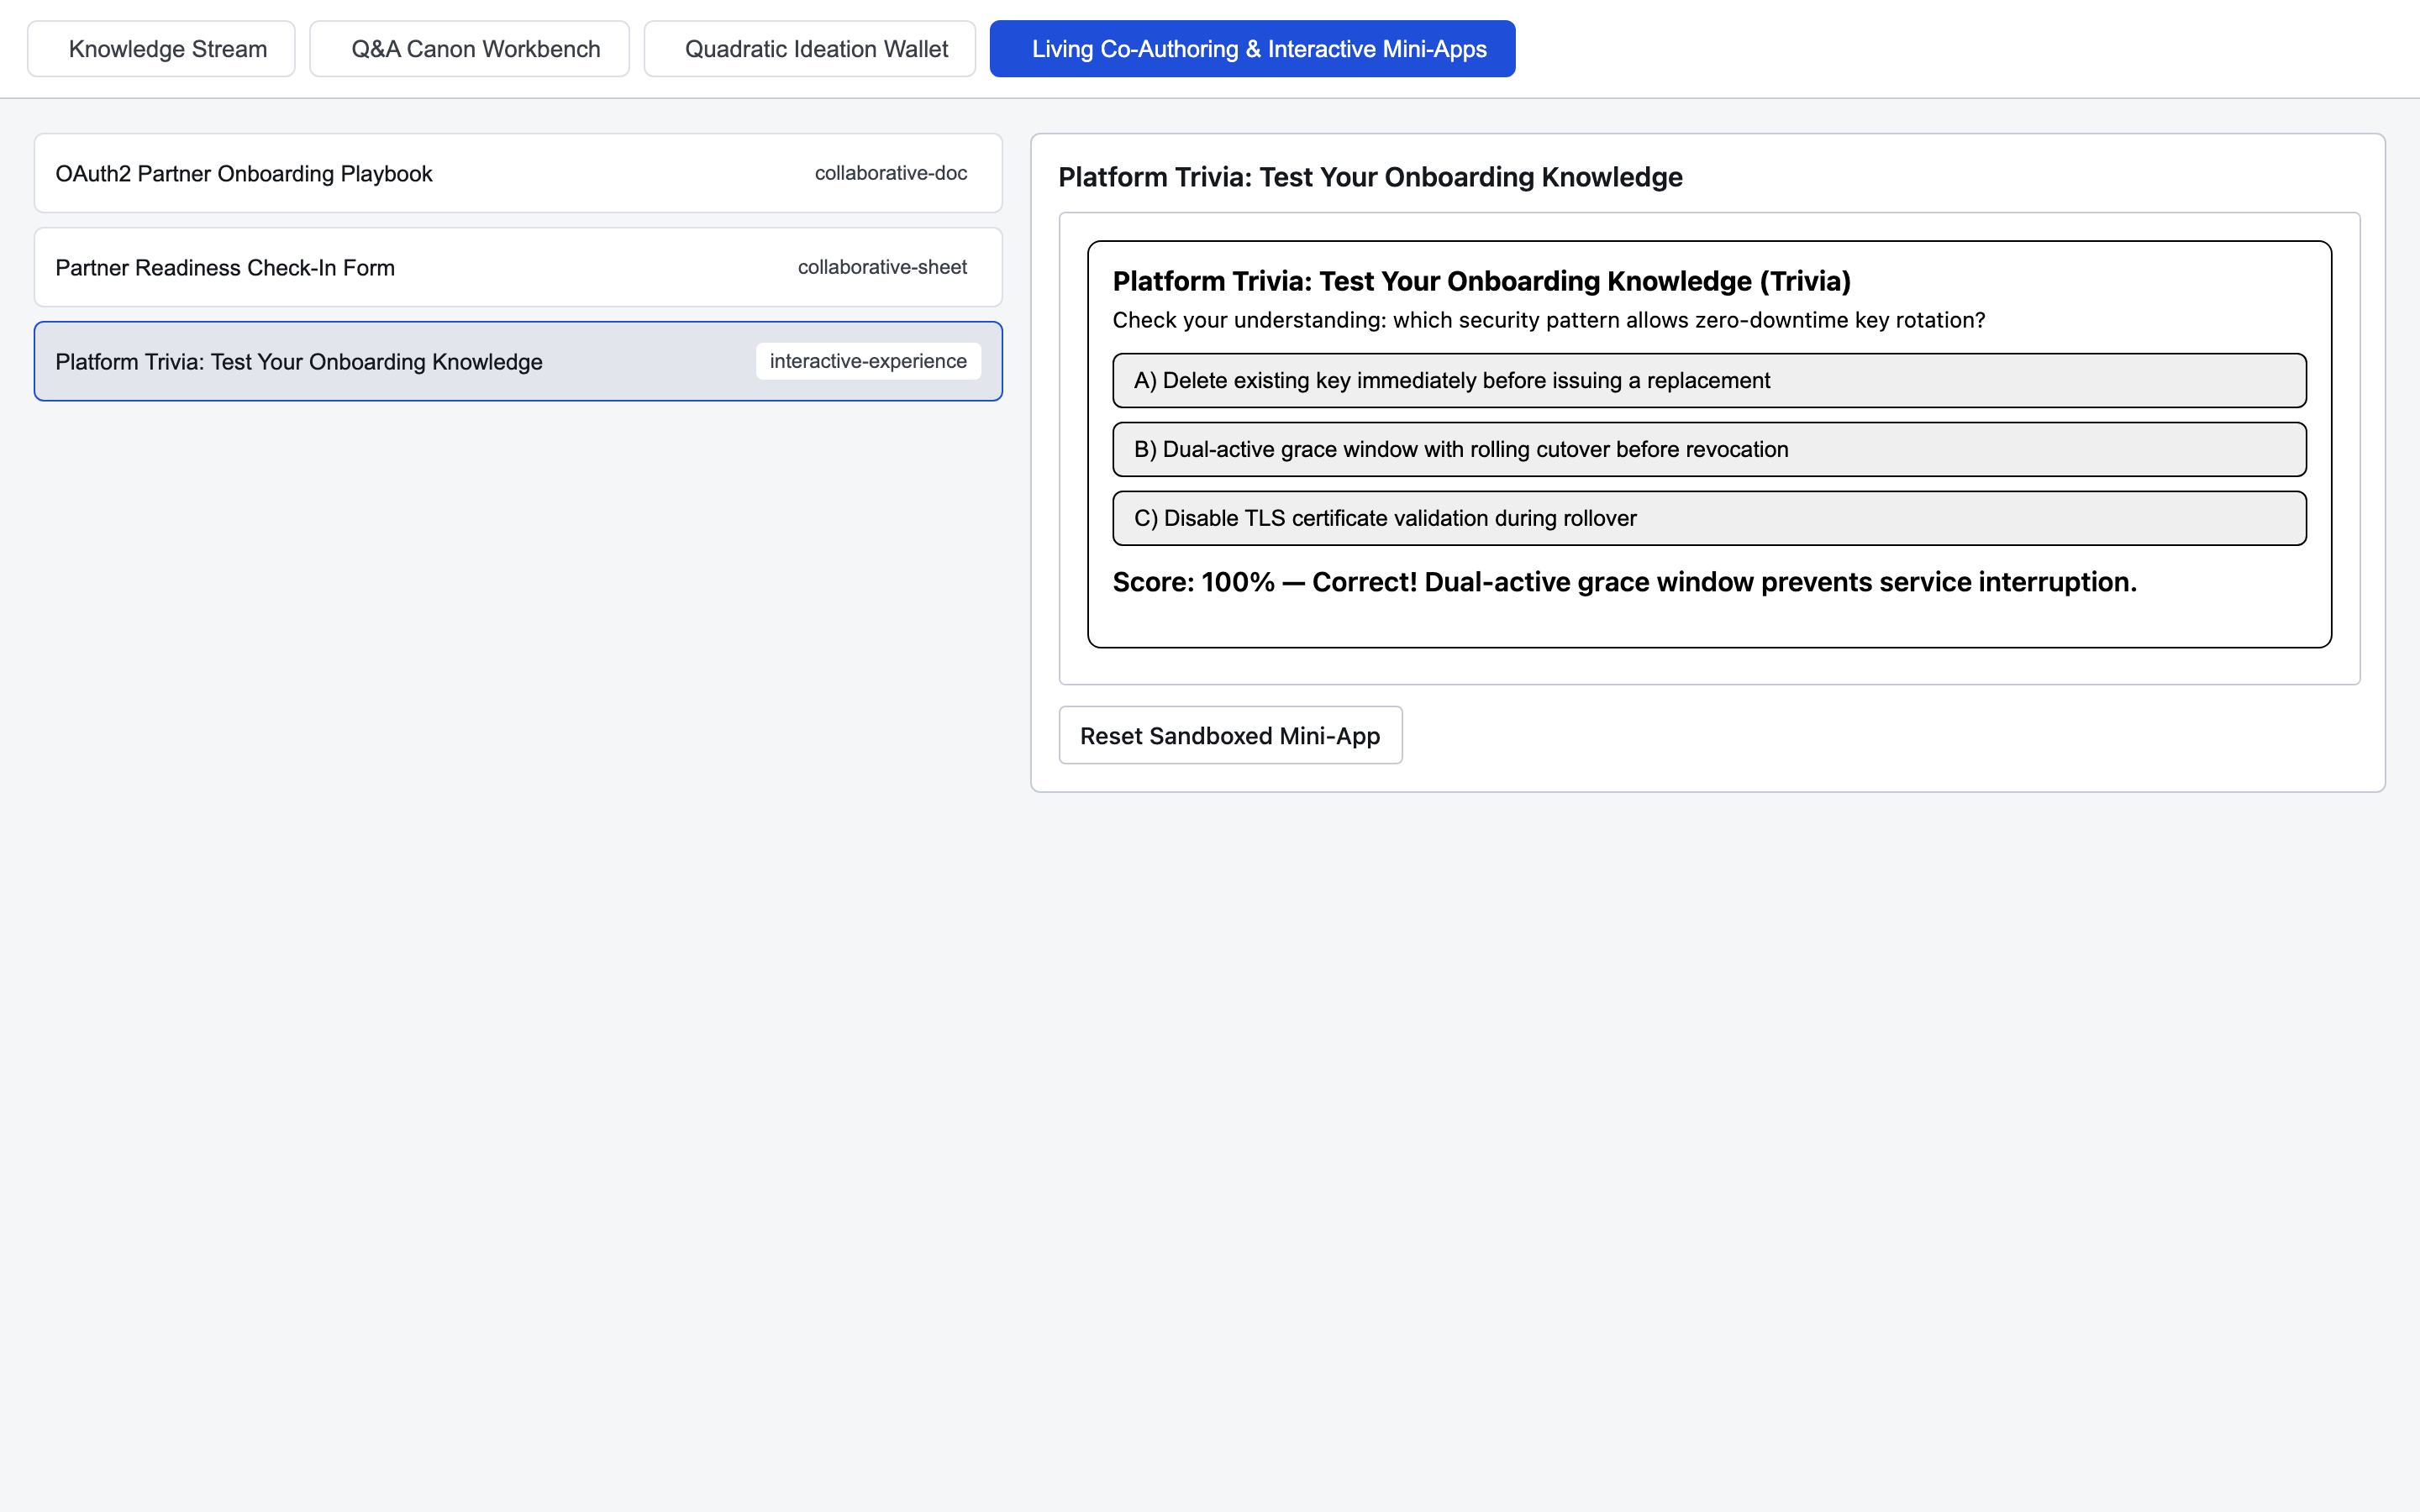 Knowledge Stream
Q&A Canon Workbench
Quadratic Ideation Wallet
Living Co-Authoring & Interactive Mini-Apps
OAuth2 Partner Onboarding Playbook
collaborative-doc
Partner Readiness Check-In Form
collaborative-sheet
Platform Trivia: Test Your Onboarding Knowledge
interactive-experience
Platform Trivia: Test Your Onboarding Knowledge
Platform Trivia: Test Your Onboarding Knowledge (Trivia)
Check your understanding: which security pattern allows zero-downtime key rotation?
A) Delete existing key immediately before issuing a replacement
B) Dual-active grace window with rolling cutover before revocation
C) Disable TLS certificate validation during rollover
Score: 100% — Correct! Dual-active grace window prevents service interruption.
Reset Sandboxed Mini-App